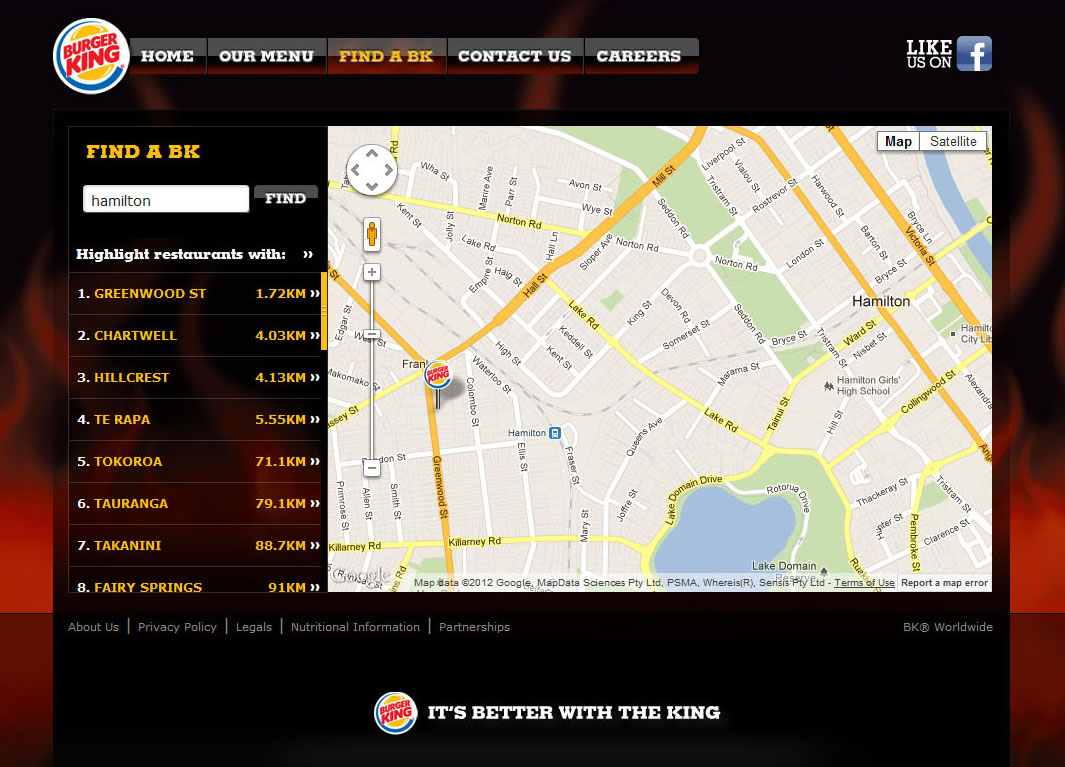 BURGER KING
HOME
OUR MENU
FIND A BK
CONTACT US
CAREERS
LIKE US ON
f
FIND A BK
hamilton
FIND
Highlight restaurants with: »
1. GREENWOOD ST 1.72KM »
2. CHARTWELL 4.03KM »
3. HILLCREST 4.13KM »
4. TE RAPA 5.55KM »
5. TOKOROA 71.1KM »
6. TAURANGA 79.1KM »
7. TAKANINI 88.7KM »
8. FAIRY SPRINGS 91KM »
Map
Satellite
Rd
Wha St
Marire Ave
Parr St
Avon St
Wye St
Mill St
Liverpool St
Tristram St
Vialou St
Rostrevor St
Harwood St
Barton St
Bryce Ln
Victoria St
London St
Bryce St
Kent St
Jolly St
Norton Rd
Lake Rd
Hall Ln
Sloper Ave
Norton Rd
Seddon Rd
Norton Rd
Empire St
Haig St
Hall St
Lake Rd
King St
Devon Rd
Somerset St
Seddon Rd
Bryce St
Hamilton
Ward St
Nisbet St
Tristram St
Hamilton
City Lib
Edgar St
High St
Keddell St
Kent St
Frank
BURGER KING
Waterloo St
Colombo St
Marama St
Hamilton Girls'
High School
Collingwood St
Alexandra
Makomako
ssey St
Hamilton
Queens Ave
Lake Rd
Tainui St
Hill St
Greenwood St
Ellis St
Fraser St
Joffre St
Mary St
don St
Primrose St
Allen St
Smith St
Lake Domain Drive
Rotorua Drive
Thackeray St
Tristram St
Clarence St
Pembroke St
Killarney Rd
Killarney Rd
Lake Domain
Reserve
Google
Map data ©2012 Google, MapData Sciences Pty Ltd, PSMA, Whereis(R), Sensis Pty Ltd - Terms of Use
Report a map error
About Us | Privacy Policy | Legals | Nutritional Information | Partnerships
BK® Worldwide
BURGER KING
IT'S BETTER WITH THE KING